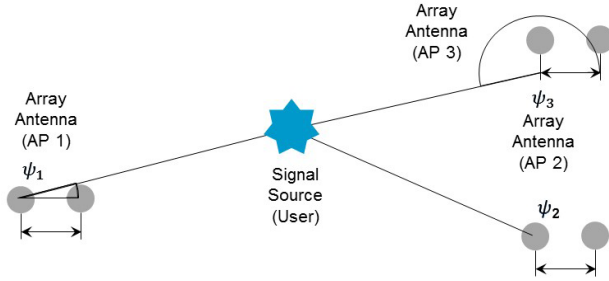 Array
Antenna
(AP 3)
Array
Antenna
(AP 1)
ψ₁
Signal
Source
(User)
ψ₃
Array
Antenna
(AP 2)
ψ₂